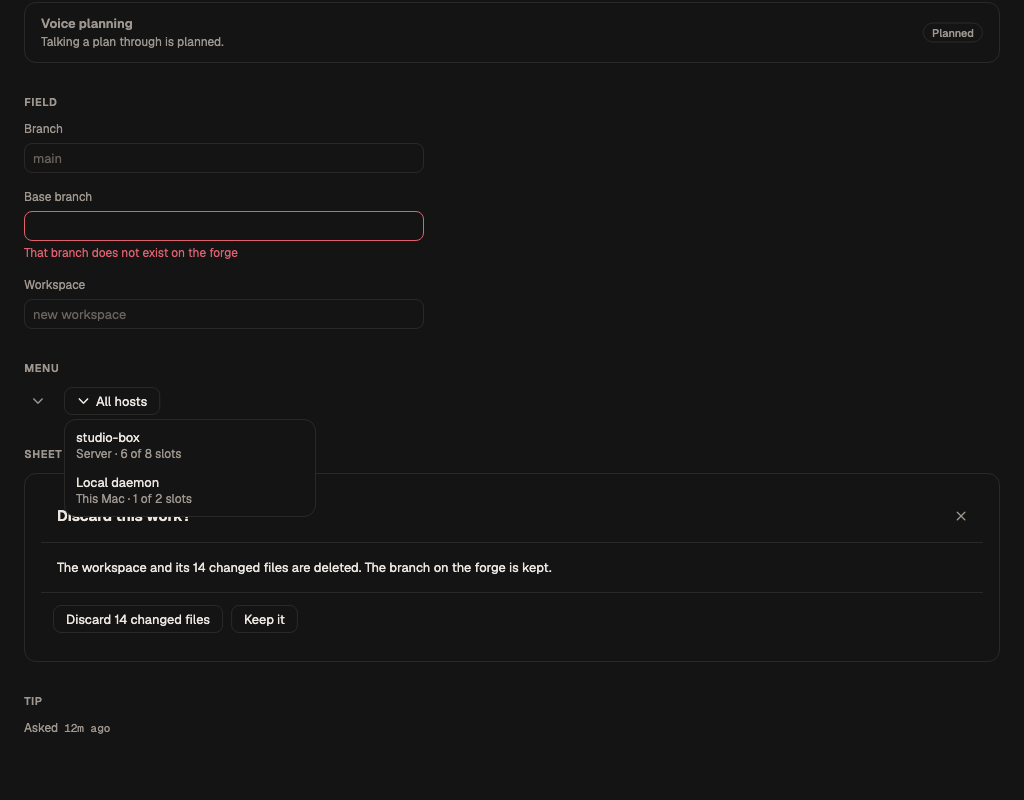 Voice planning
Talking a plan through is planned.
Planned
FIELD
Branch
main
Base branch
That branch does not exist on the forge
Workspace
new workspace
MENU
All hosts
studio-box
Server · 6 of 8 slots
SHEET
Local daemon
This Mac · 1 of 2 slots
Discard this work?
The workspace and its 14 changed files are deleted. The branch on the forge is kept.
Discard 14 changed files
Keep it
TIP
Asked 12m ago